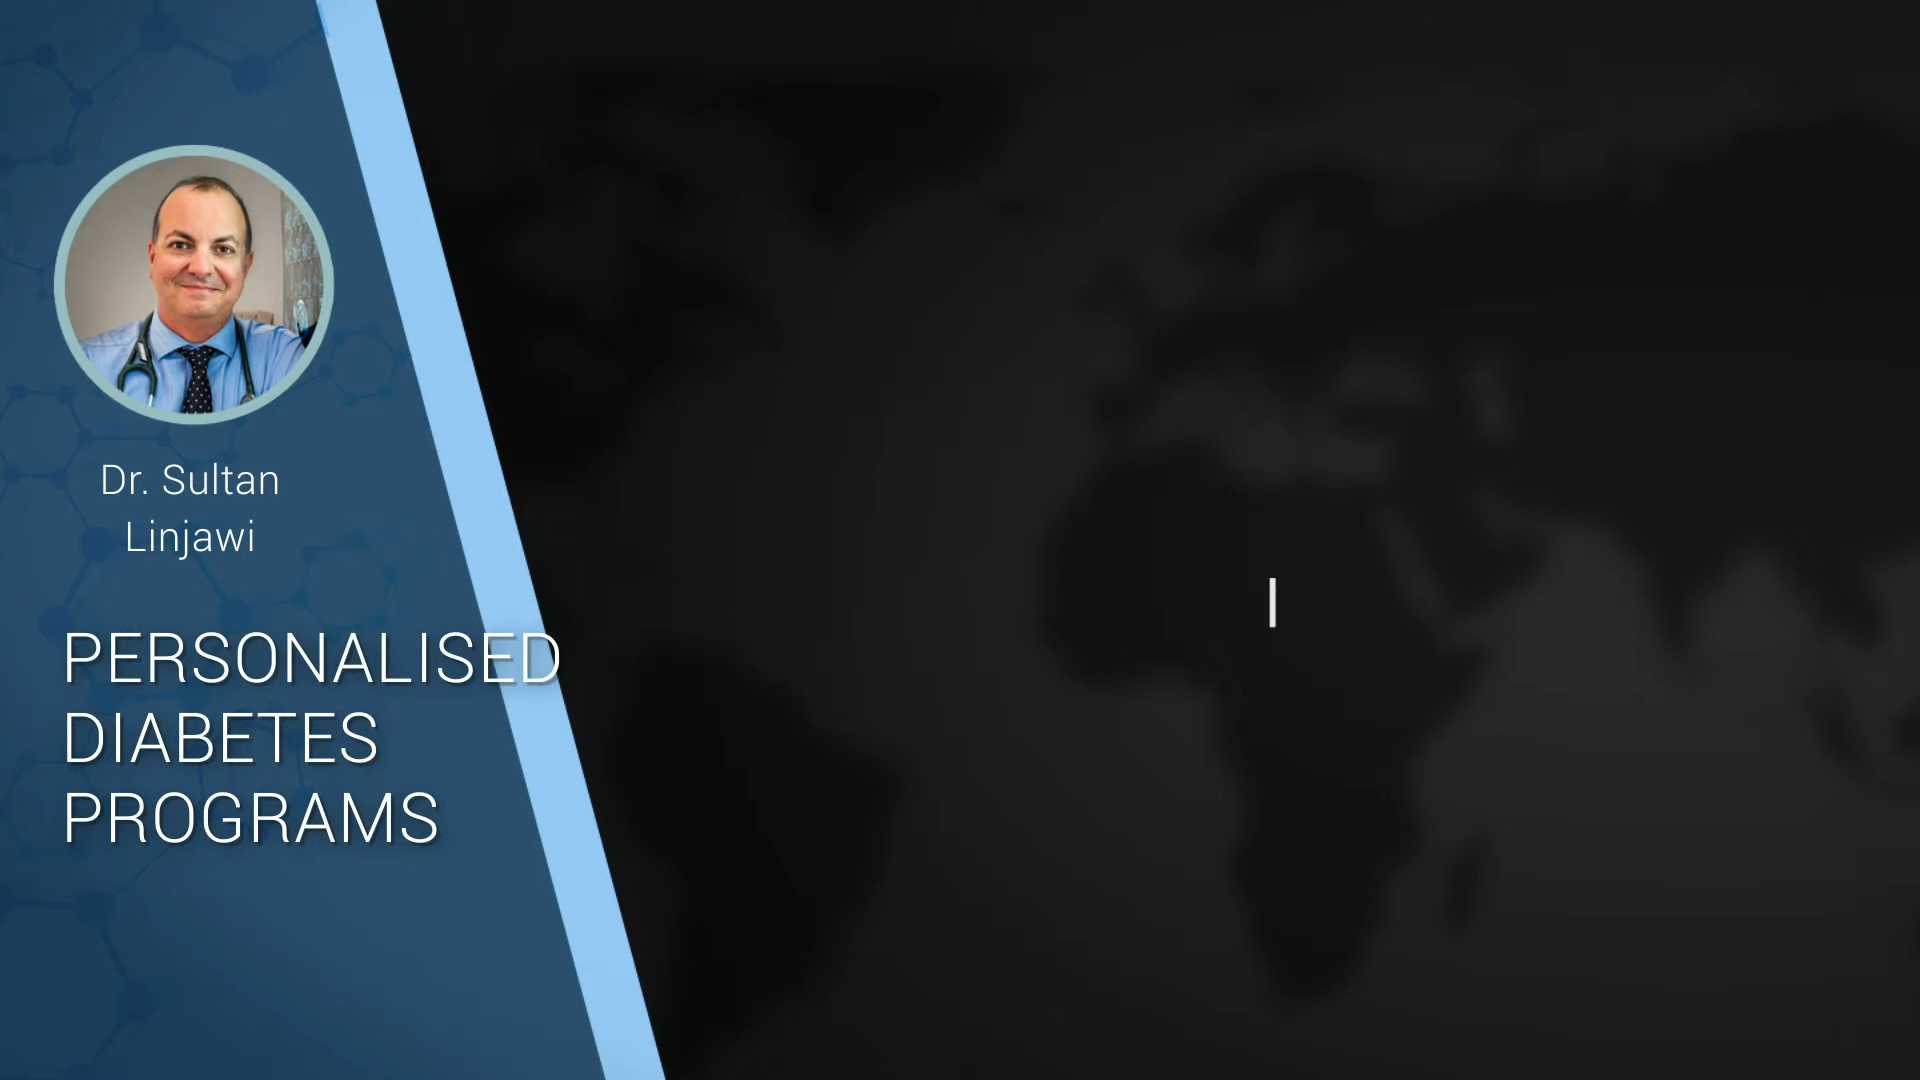 Dr. Sultan
Linjawi
PERSONALISED
DIABETES
PROGRAMS